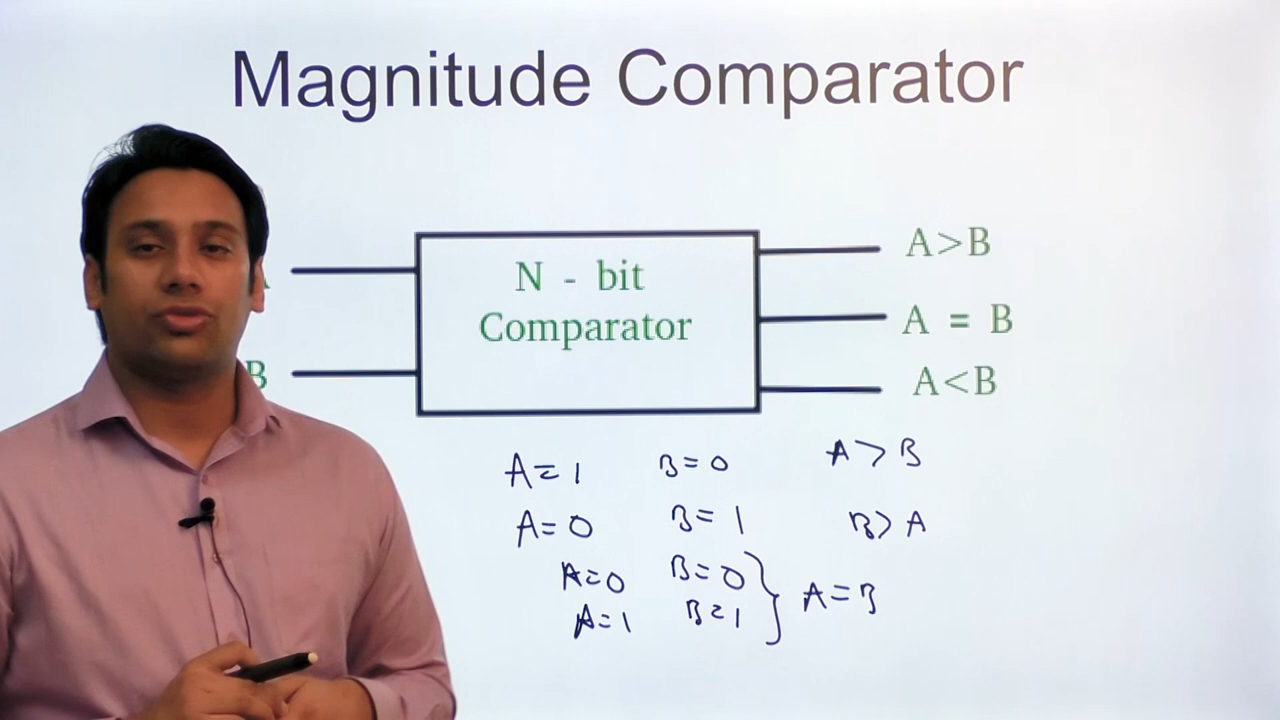 Magnitude Comparator
N - bit
Comparator
B
A>B
A = B
A<B
A = 1 B = 0 A > B
A = 0 B = 1 B > A
A = 0 B = 0
A = 1 B = 1 } A = B